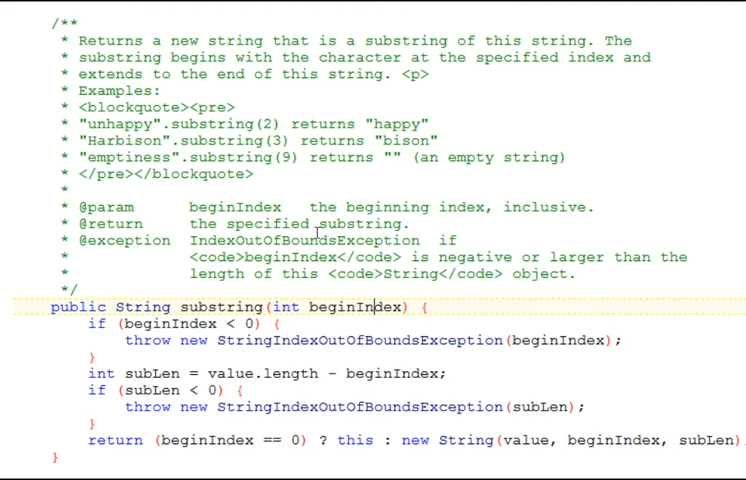 /**
* Returns a new string that is a substring of this string. The
* substring begins with the character at the specified index and
* extends to the end of this string. <p>
* Examples:
* <blockquote><pre>
* "unhappy".substring(2) returns "happy"
* "Harbison".substring(3) returns "bison"
* "emptiness".substring(9) returns "" (an empty string)
* </pre></blockquote>
*
* @param beginIndex the beginning index, inclusive.
* @return the specified substring.
* @exception IndexOutOfBoundsException if
* <code>beginIndex</code> is negative or larger than the
* length of this <code>String</code> object.
*/
public String substring(int beginIndex) {
if (beginIndex < 0) {
throw new StringIndexOutOfBoundsException(beginIndex);
}
int subLen = value.length - beginIndex;
if (subLen < 0) {
throw new StringIndexOutOfBoundsException(subLen);
}
return (beginIndex == 0) ? this : new String(value, beginIndex, subLen)
}